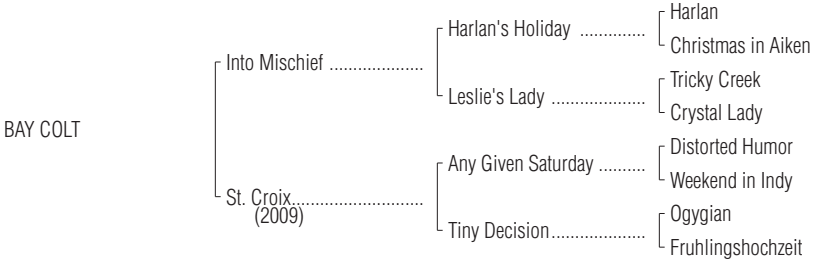 Harlan
Harlan's Holiday ..............
Christmas in Aiken
Into Mischief ....................
Tricky Creek
Leslie's Lady ....................
Crystal Lady
BAY COLT
Distorted Humor
Any Given Saturday ..........
Weekend in Indy
St. Croix............................
(2009)
Ogygian
Tiny Decision....................
Fruhlingshochzeit